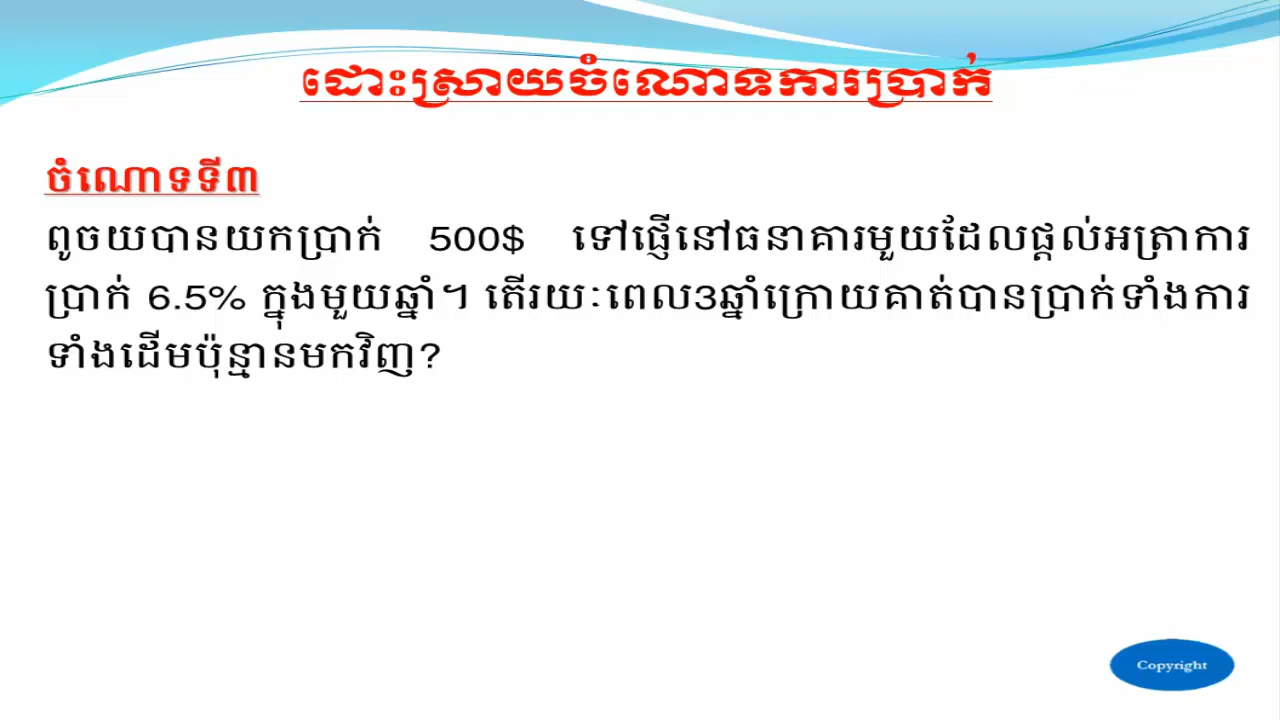 ដោះស្រាយចំណោទការប្រាក់
ចំណោទទី៣
ពូចយបានយកប្រាក់ 500$ ទៅផ្ញើនៅធនាគារមួយដែលផ្តល់អត្រាការ
ប្រាក់ 6.5% ក្នុងមួយឆ្នាំ។ តើរយៈពេល3ឆ្នាំក្រោយគាត់បានប្រាក់ទាំងការ
ទាំងដើមប៉ុន្មានមកវិញ?
Copyright